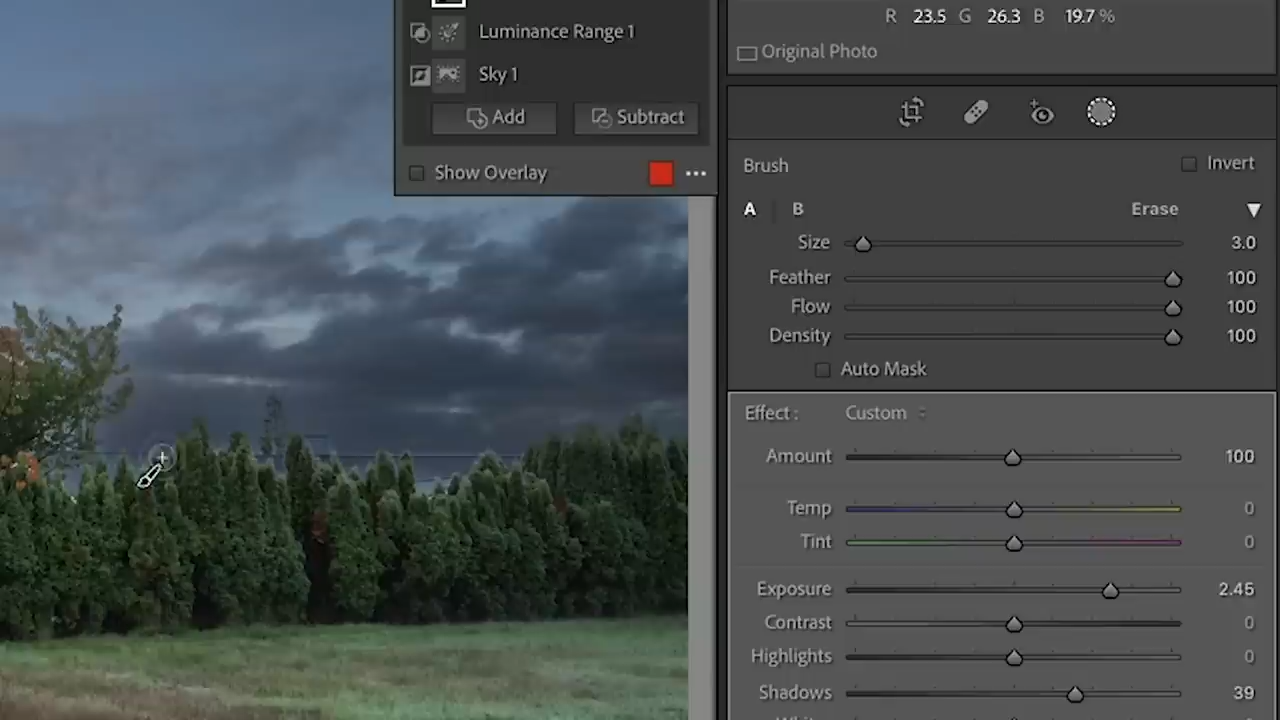 R 23.5 G 26.3 B 19.7 %
Luminance Range 1
Original Photo
Sky 1
Add Subtract
Brush Invert
Show Overlay
A B Erase
Size 3.0
Feather 100
Flow 100
Density 100
Auto Mask
Effect : Custom
Amount 100
Temp 0
Tint 0
Exposure 2.45
Contrast 0
Highlights 0
Shadows 39